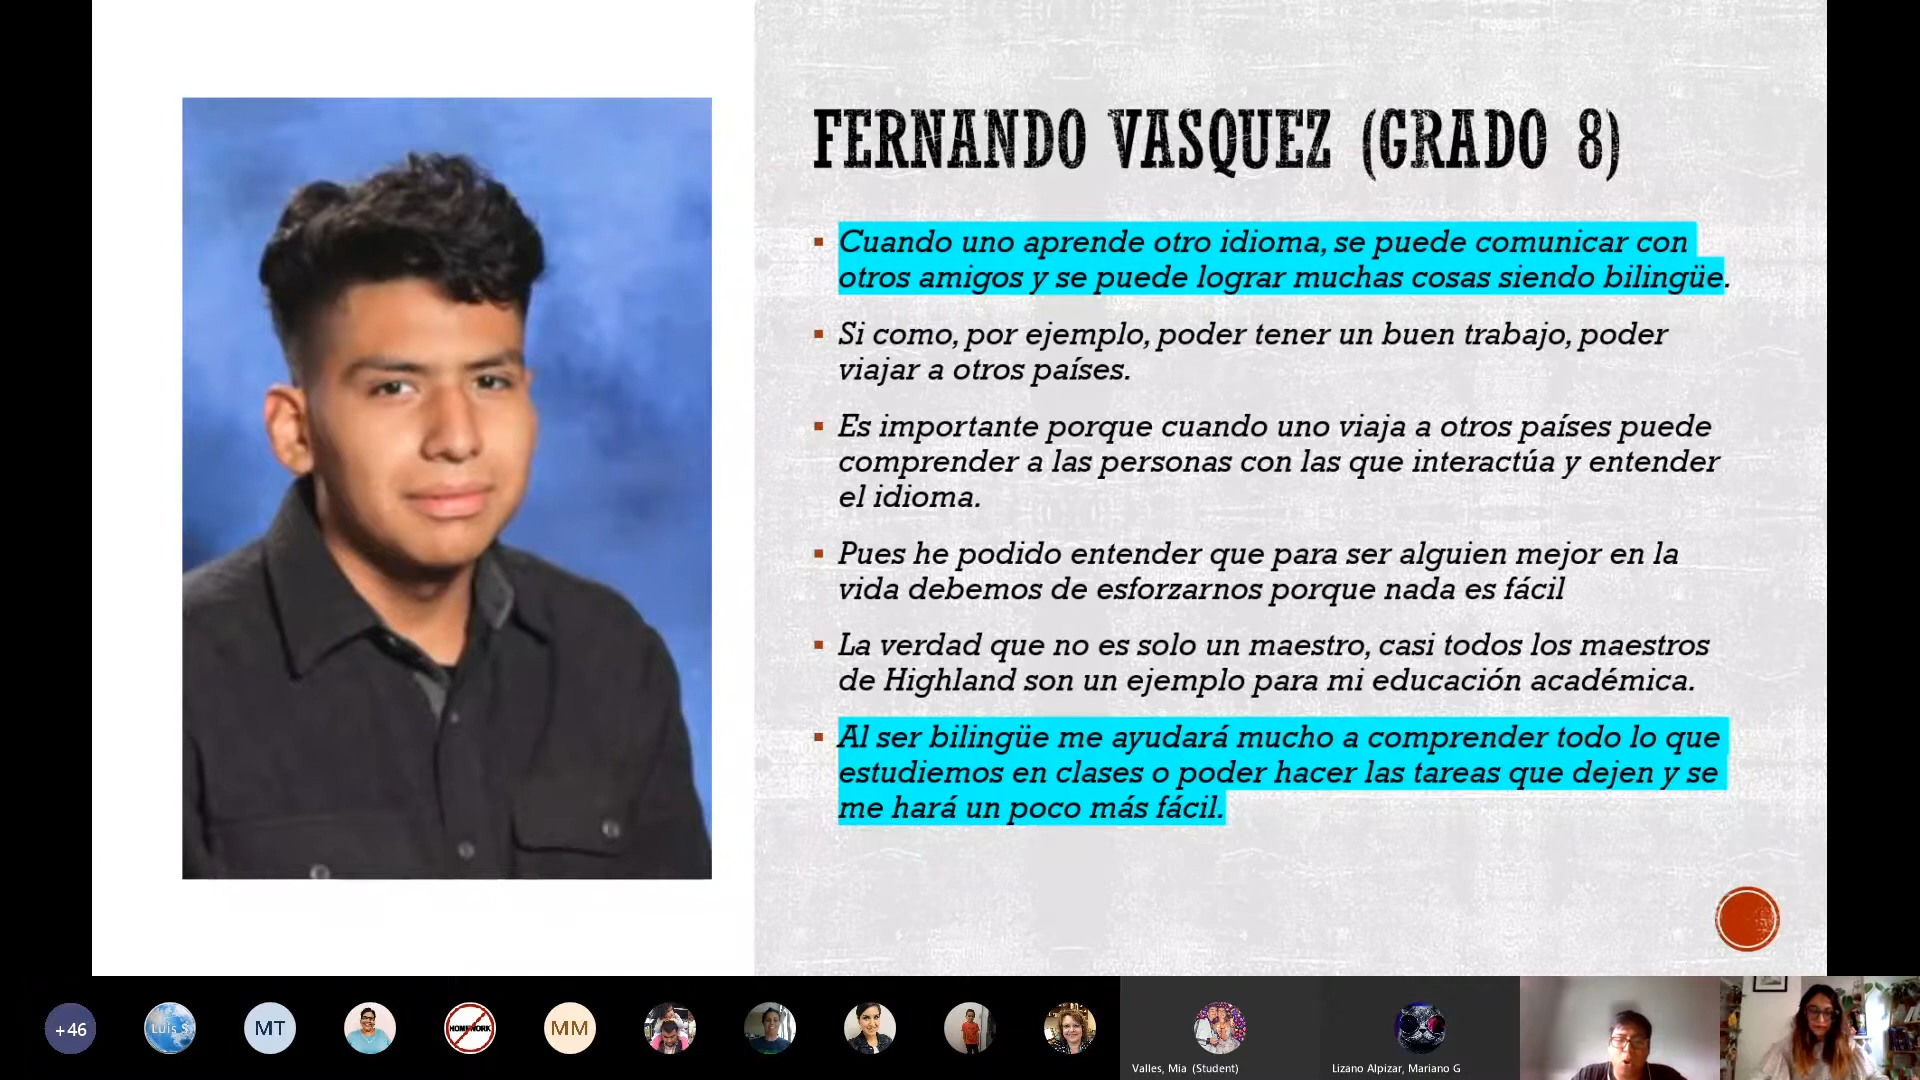 FERNANDO VASQUEZ (GRADO 8)
Cuando uno aprende otro idioma, se puede comunicar con
otros amigos y se puede lograr muchas cosas siendo bilingüe.
Si como, por ejemplo, poder tener un buen trabajo, poder
viajar a otros países.
Es importante porque cuando uno viaja a otros países puede
comprender a las personas con las que interactúa y entender
el idioma.
Pues he podido entender que para ser alguien mejor en la
vida debemos de esforzarnos porque nada es fácil
La verdad que no es solo un maestro, casi todos los maestros
de Highland son un ejemplo para mi educación académica.
Al ser bilingüe me ayudará mucho a comprender todo lo que
estudiemos en clases o poder hacer las tareas que dejen y se
me hará un poco más fácil.
+46
Luis S
MT
HOMEWORK
MM
Valles, Mia (Student)
Lizano Alpizar, Mariano G